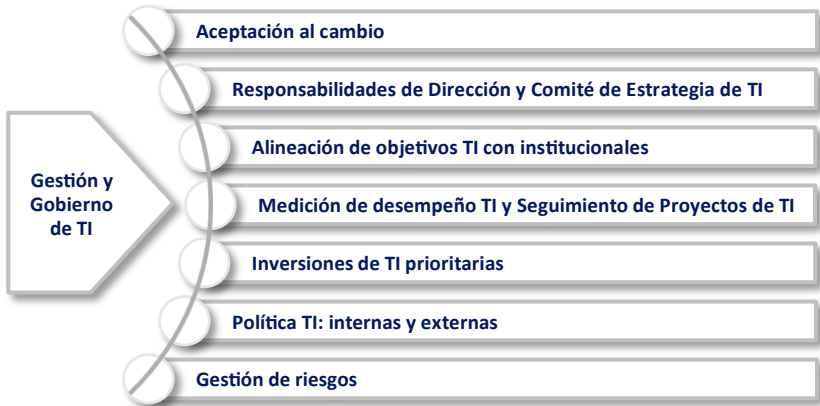 Aceptación al cambio
Responsabilidades de Dirección y Comité de Estrategia de TI
Alineación de objetivos TI con institucionales
Gestión y
Gobierno
de TI
Medición de desempeño TI y Seguimiento de Proyectos de TI
Inversiones de TI prioritarias
Política TI: internas y externas
Gestión de riesgos